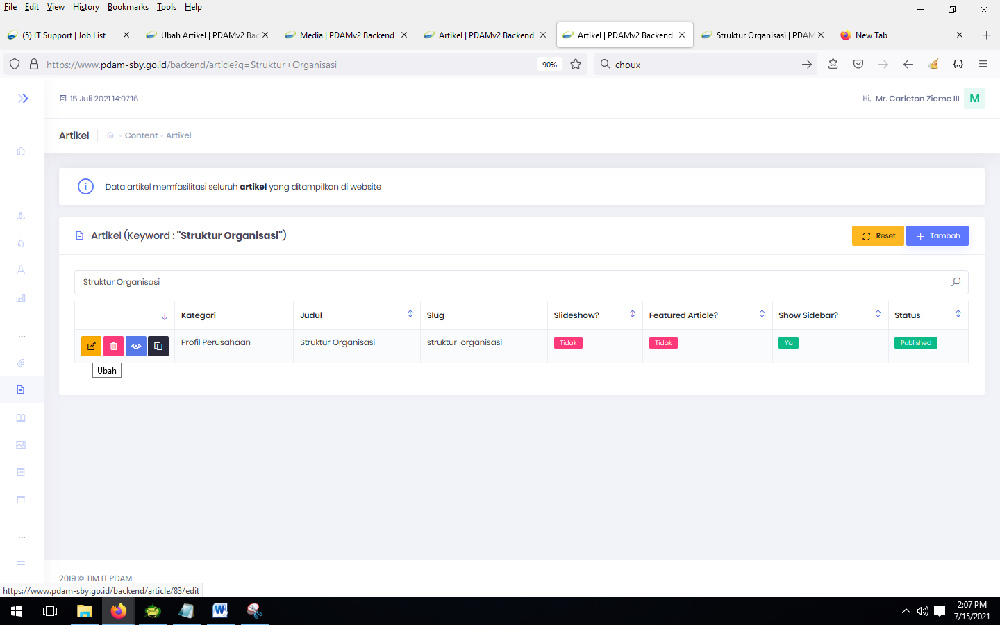 File Edit View History Bookmarks Tools Help
(5) IT Support | Job List
Ubah Artikel | PDAMv2 Bac
Media | PDAMv2 Backend
Artikel | PDAMv2 Backend
Artikel | PDAMv2 Backend
Struktur Organisasi | PDAM
New Tab
https://www.pdam-sby.go.id/backend/article?q=Struktur+Organisasi
90%
choux
15 Juli 2021 14:07:16
Hi, Mr. Carleton Zieme III M
Artikel
Content
Artikel
Data artikel memfasilitasi seluruh artikel yang ditampilkan di website
Artikel (Keyword : "Struktur Organisasi")
Reset
Tambah
Struktur Organisasi
Kategori Judul Slug Slideshow? Featured Article? Show Sidebar? Status
Profil Perusahaan Struktur Organisasi struktur-organisasi Tidak Tidak Ya Published
Ubah
2019 © TIM IT PDAM
https://www.pdam-sby.go.id/backend/article/83/edit
2:07 PM
7/15/2021